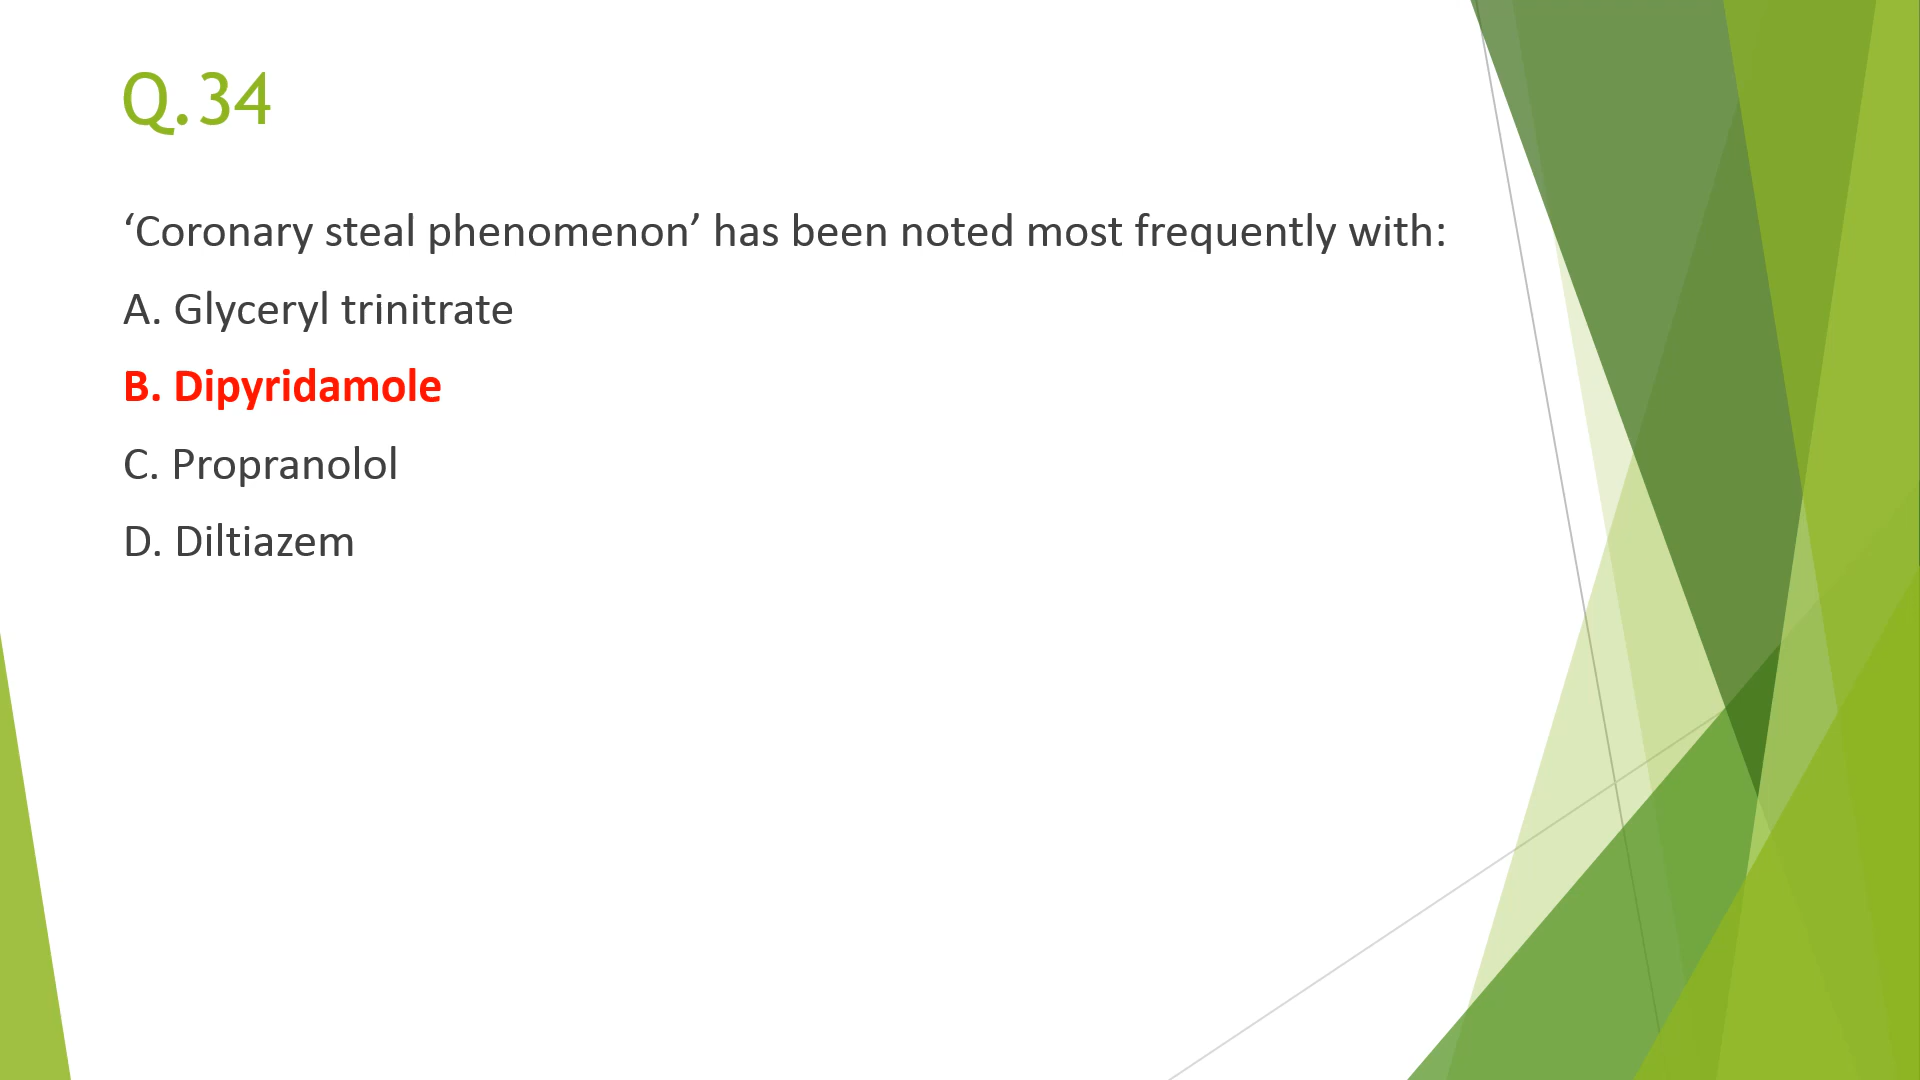 Q.34
‘Coronary steal phenomenon’ has been noted most frequently with:
A. Glyceryl trinitrate
B. Dipyridamole
C. Propranolol
D. Diltiazem